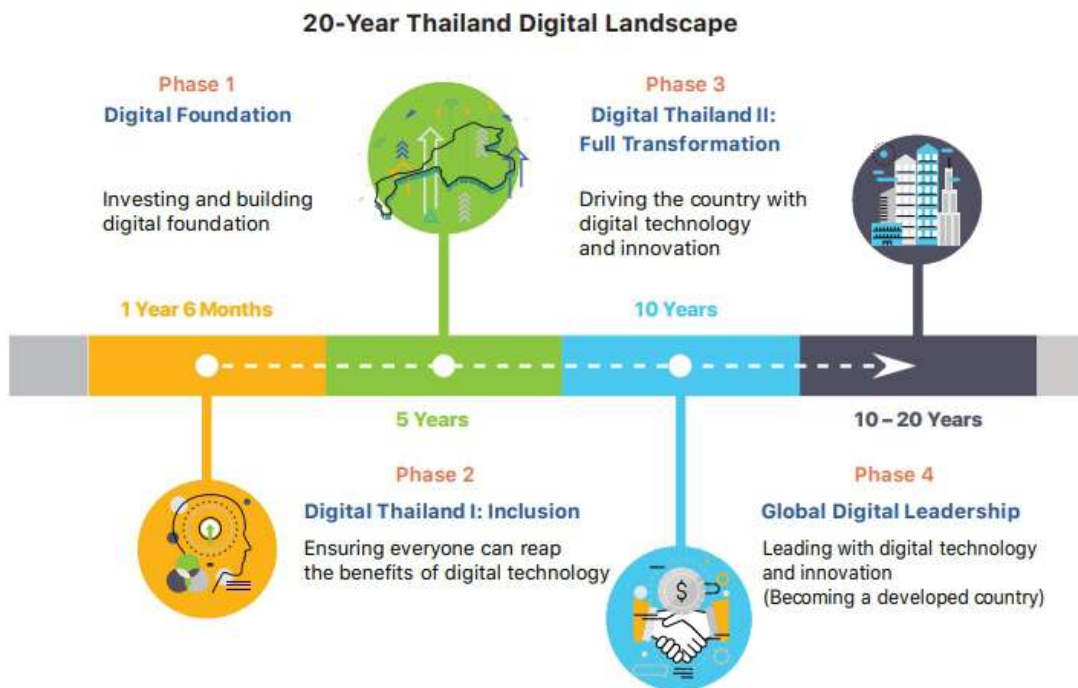 20-Year Thailand Digital Landscape
Phase 1
Digital Foundation
Investing and building
digital foundation
1 Year 6 Months
Phase 2
Digital Thailand I: Inclusion
Ensuring everyone can reap
the benefits of digital technology
5 Years
Phase 3
Digital Thailand II:
Full Transformation
Driving the country with
digital technology
and innovation
10 Years
$
Phase 4
Global Digital Leadership
Leading with digital technology
and innovation
(Becoming a developed country)
10 – 20 Years